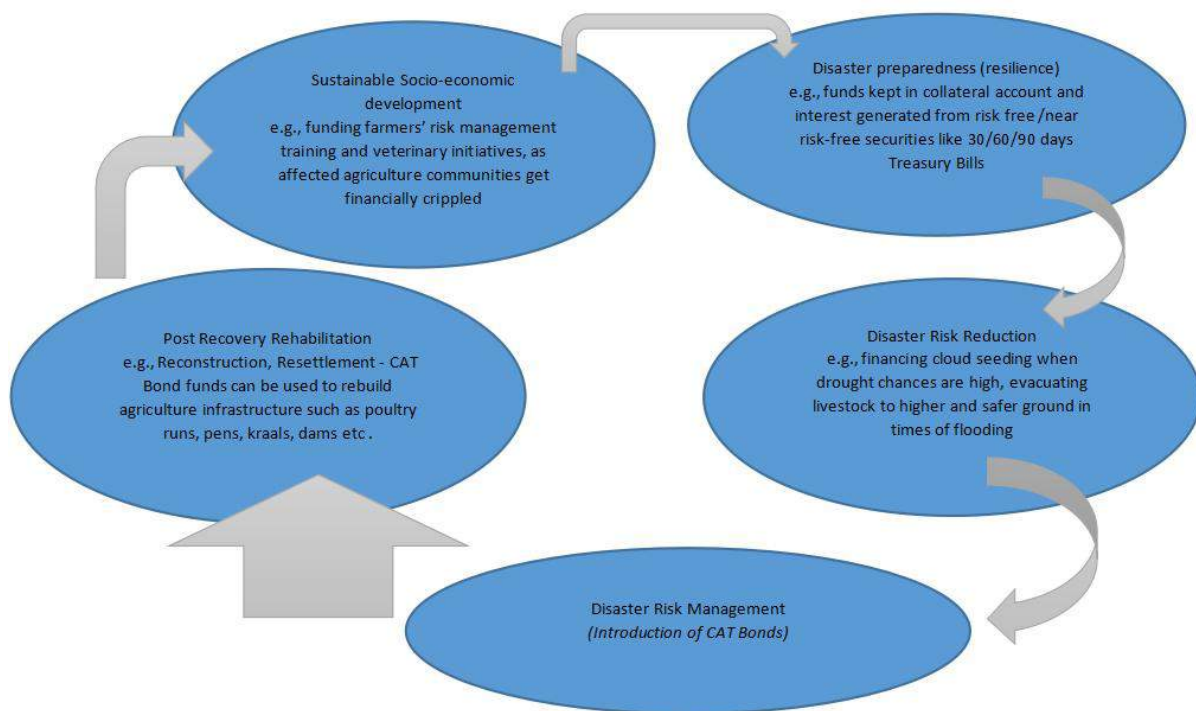 Sustainable Socio-economic
development
e.g., funding farmers’ risk management
training and veterinary initiatives, as
affected agriculture communities get
financially crippled
Disaster preparedness (resilience)
e.g., funds kept in collateral account and
interest generated from risk free/near
risk-free securities like 30/60/90 days
Treasury Bills
Disaster Risk Reduction
e.g., financing cloud seeding when
drought chances are high, evacuating
livestock to higher and safer ground in
times of flooding
Disaster Risk Management
(Introduction of CAT Bonds)
Post Recovery Rehabilitation
e.g., Reconstruction, Resettlement - CAT
Bond funds can be used to rebuild
agriculture infrastructure such as poultry
runs, pens, kraals, dams etc.